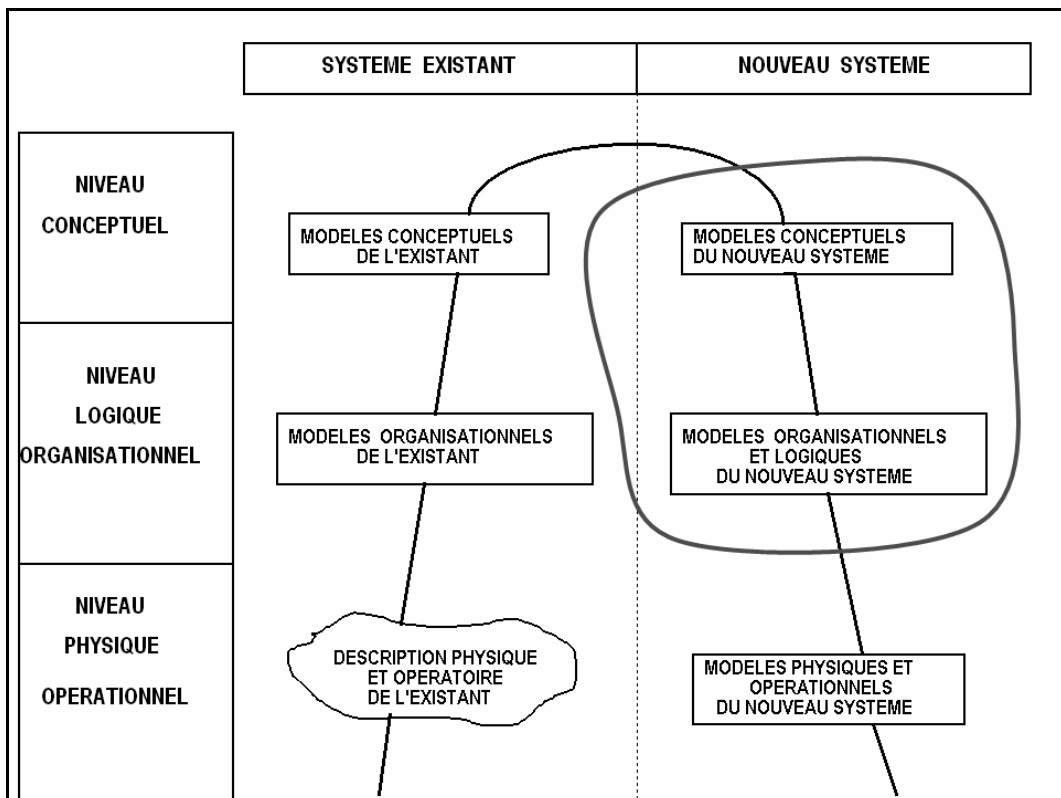 SYSTEME EXISTANT
NOUVEAU SYSTEME
NIVEAU
CONCEPTUEL
MODELES CONCEPTUELS
DE L'EXISTANT
MODELES CONCEPTUELS
DU NOUVEAU SYSTEME
NIVEAU
LOGIQUE
ORGANISATIONNEL
MODELES ORGANISATIONNELS
DE L'EXISTANT
MODELES ORGANISATIONNELS
ET LOGIQUES
DU NOUVEAU SYSTEME
NIVEAU
PHYSIQUE
OPERATIONNEL
DESCRIPTION PHYSIQUE
ET OPERATOIRE
DE L'EXISTANT
MODELES PHYSIQUES ET
OPERATIONNELS
DU NOUVEAU SYSTEME